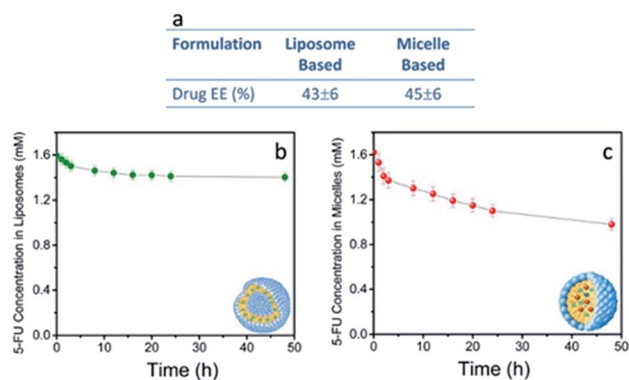 a
Formulation Liposome Based Micelle Based
Drug EE (%) 43±6 45±6
b
5-FU Concentration in Liposomes (mM)
1.6
1.2
0.8
0.4
0.0
0 10 20 30 40 50
Time (h)
c
5-FU Concentration in Micelles (mM)
1.6
1.2
0.8
0.4
0.0
0 10 20 30 40 50
Time (h)